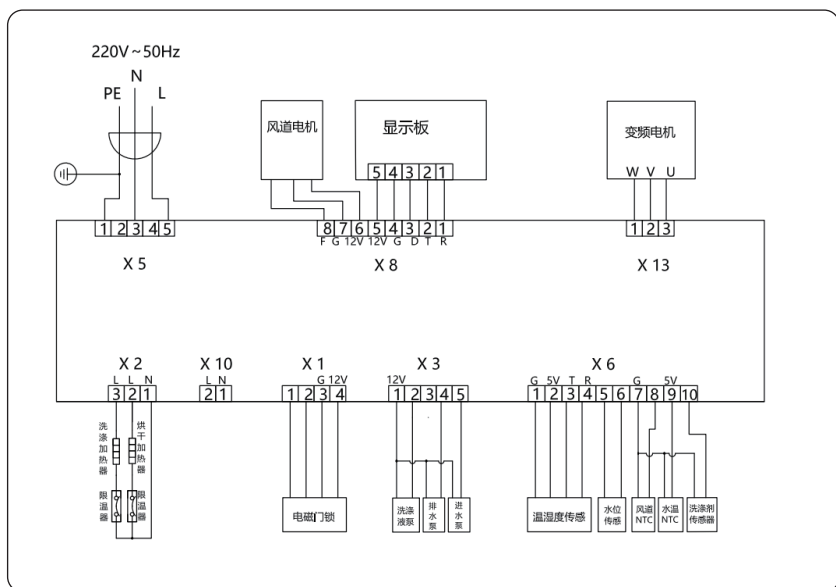 220V~50Hz
N
PE L
风道电机
显示板
变频电机
5 4 3 2 1
W V U
1 2 3 4 5
8 7 6 5 4 3 2 1
1 2 3
F G 12V 12V G D T R
X 5
X 8
X 13
X 2
X 10
X 1
X 3
X 6
L L N
L N
G 12V
12V
G 5V T R G 5V
3 2 1
2 1
1 2 3 4
1 2 3 4 5
1 2 3 4 5 6 7 8 9 10
洗涤加热器
烘干加热器
限温器
限温器
电磁门锁
洗涤
液泵
排水泵
进水泵
温湿度传感
水位
传感
风道
NTC
水温
NTC
洗涤剂
传感器